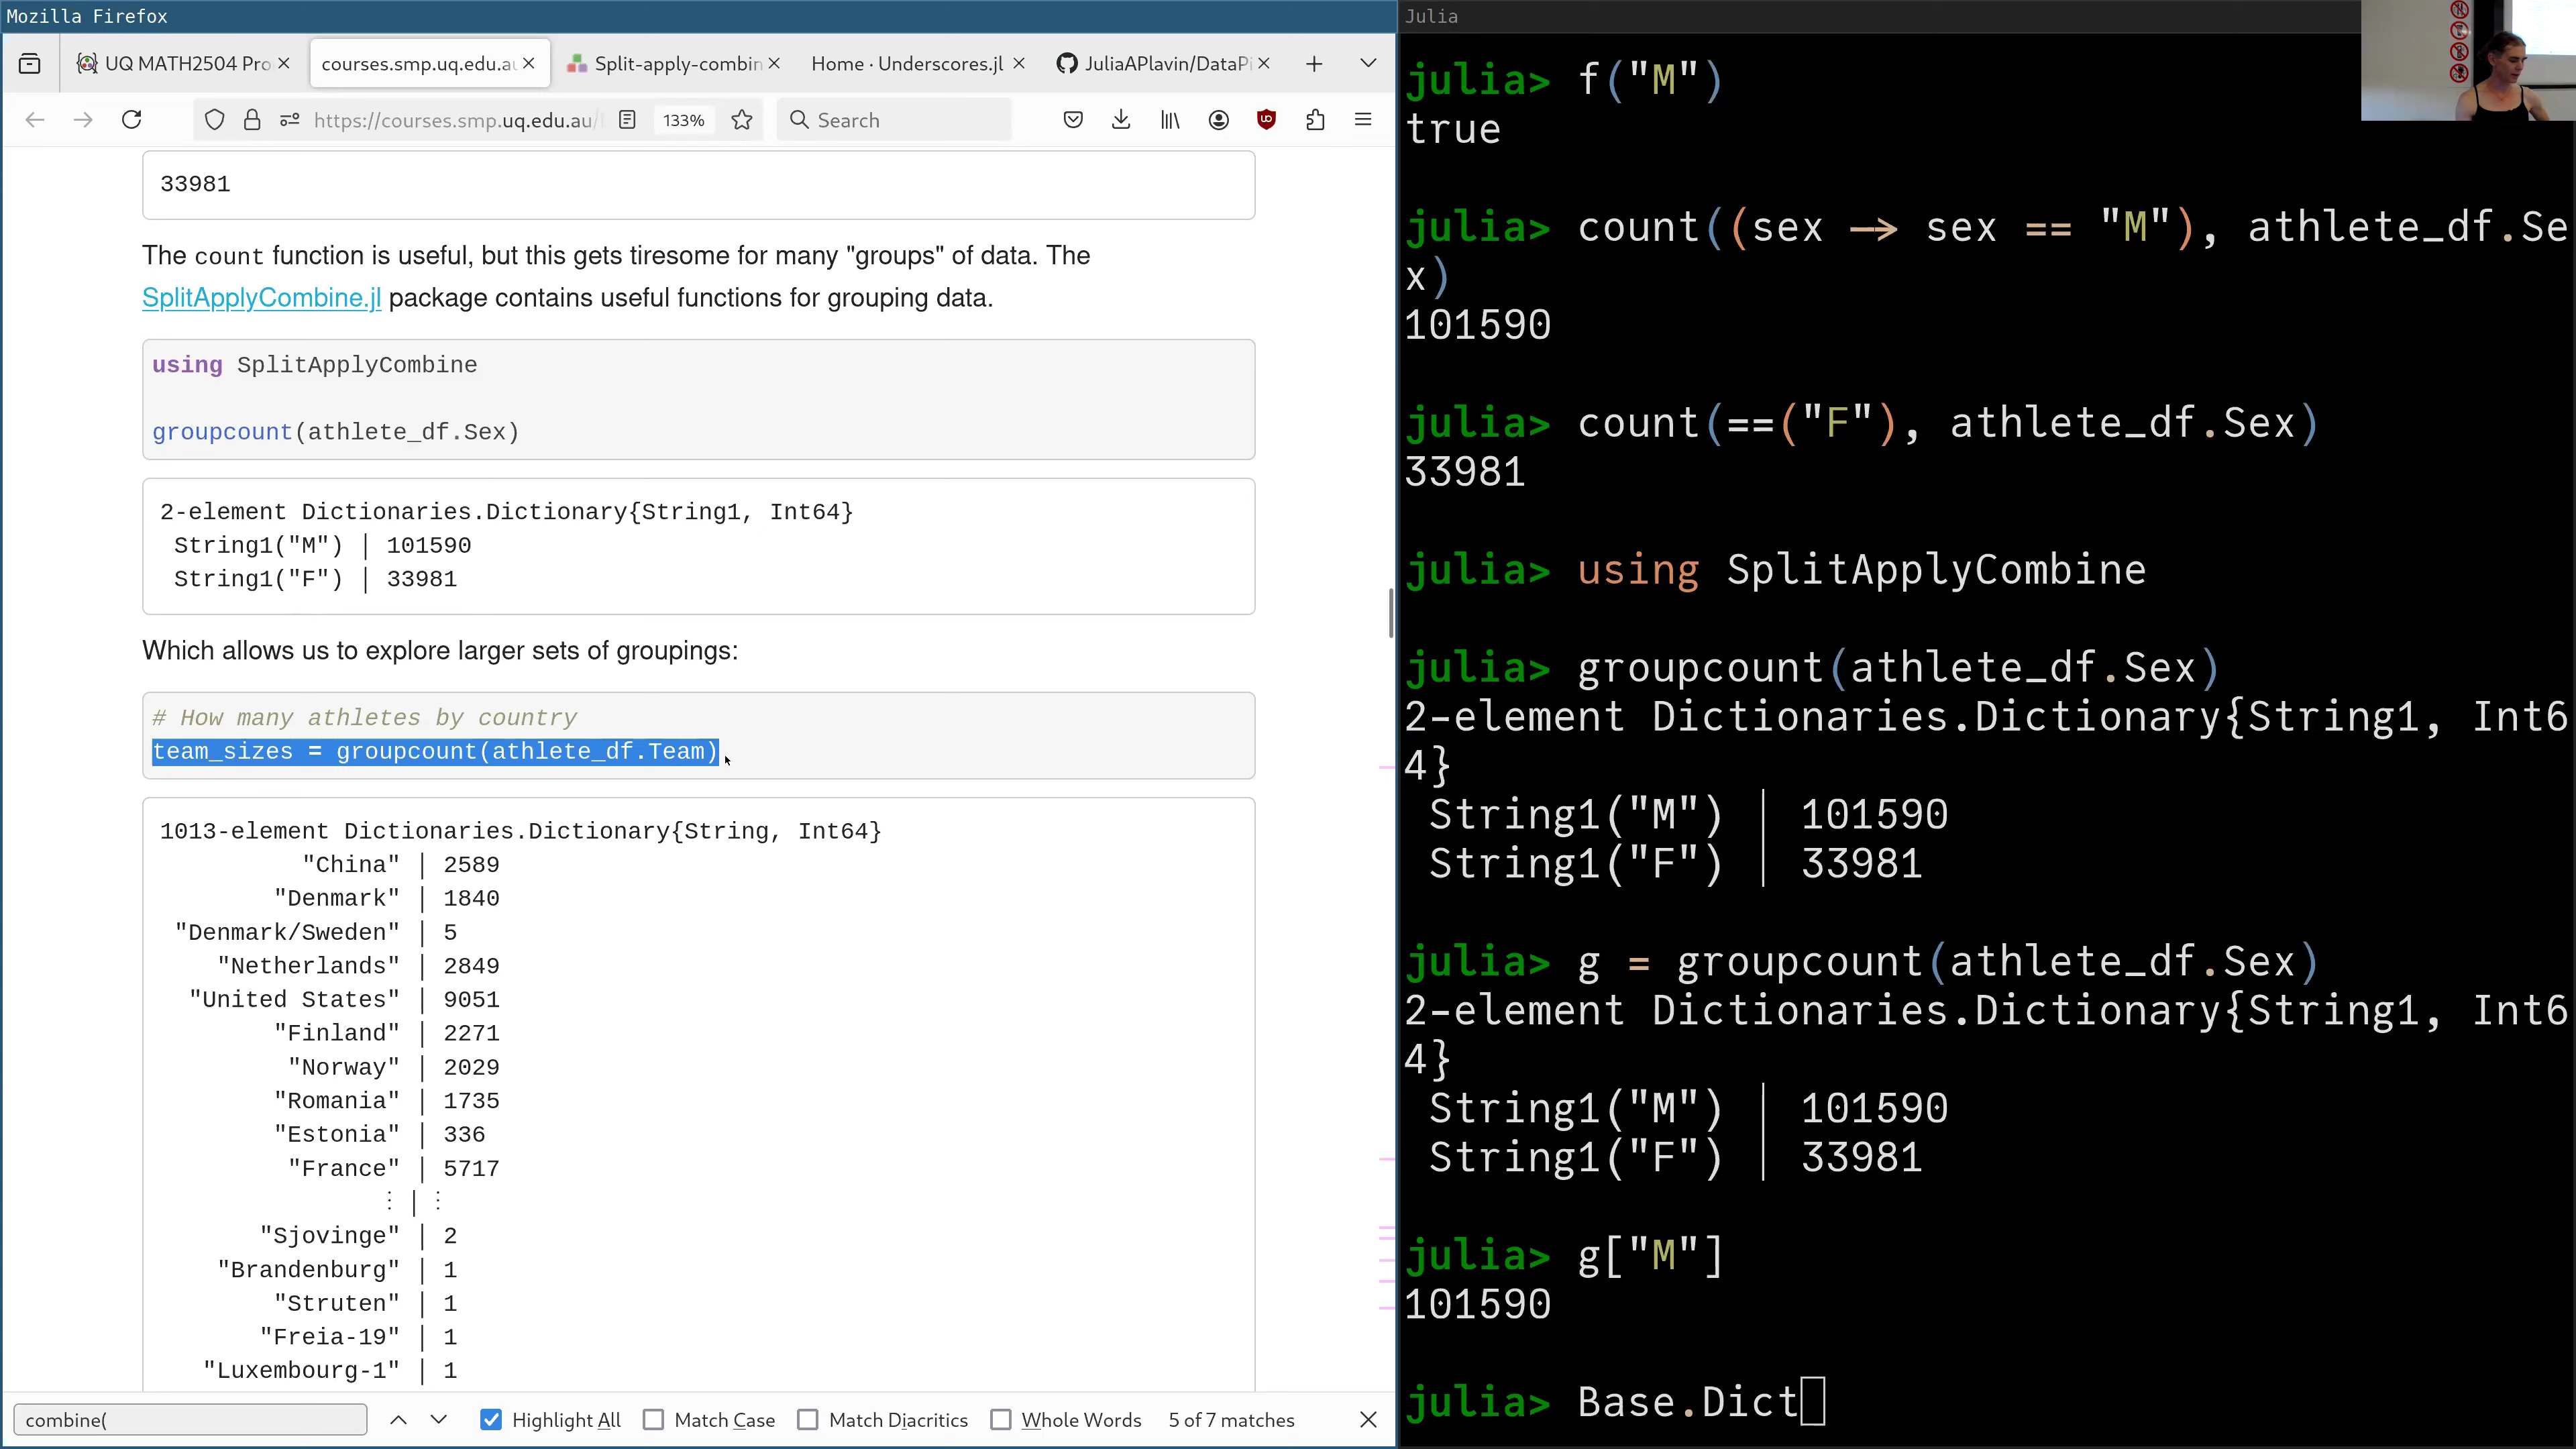 Mozilla Firefox
UQ MATH2504 Pro
courses.smp.uq.edu.au
Split-apply-combin
Home · Underscores.jl
JuliaAPlavin/DataPi
https://courses.smp.uq.edu.au/
133%
Search
33981
The count function is useful, but this gets tiresome for many "groups" of data. The
SplitApplyCombine.jl package contains useful functions for grouping data.
using SplitApplyCombine
groupcount(athlete_df.Sex)
2-element Dictionaries.Dictionary{String1, Int64}
String1("M") | 101590
String1("F") | 33981
Which allows us to explore larger sets of groupings:
# How many athletes by country
team_sizes = groupcount(athlete_df.Team)
1013-element Dictionaries.Dictionary{String, Int64}
"China" | 2589
"Denmark" | 1840
"Denmark/Sweden" | 5
"Netherlands" | 2849
"United States" | 9051
"Finland" | 2271
"Norway" | 2029
"Romania" | 1735
"Estonia" | 336
"France" | 5717
⋮ | ⋮
"Sjovinge" | 2
"Brandenburg" | 1
"Struten" | 1
"Freia-19" | 1
"Luxembourg-1" | 1
combine(
Highlight All
Match Case
Match Diacritics
Whole Words
5 of 7 matches
Julia
julia> f("M")
true
julia> count((sex -> sex == "M"), athlete_df.Se
x)
101590
julia> count(==("F"), athlete_df.Sex)
33981
julia> using SplitApplyCombine
julia> groupcount(athlete_df.Sex)
2-element Dictionaries.Dictionary{String1, Int6
4}
String1("M") | 101590
String1("F") | 33981
julia> g = groupcount(athlete_df.Sex)
2-element Dictionaries.Dictionary{String1, Int6
4}
String1("M") | 101590
String1("F") | 33981
julia> g["M"]
101590
julia> Base.Dict